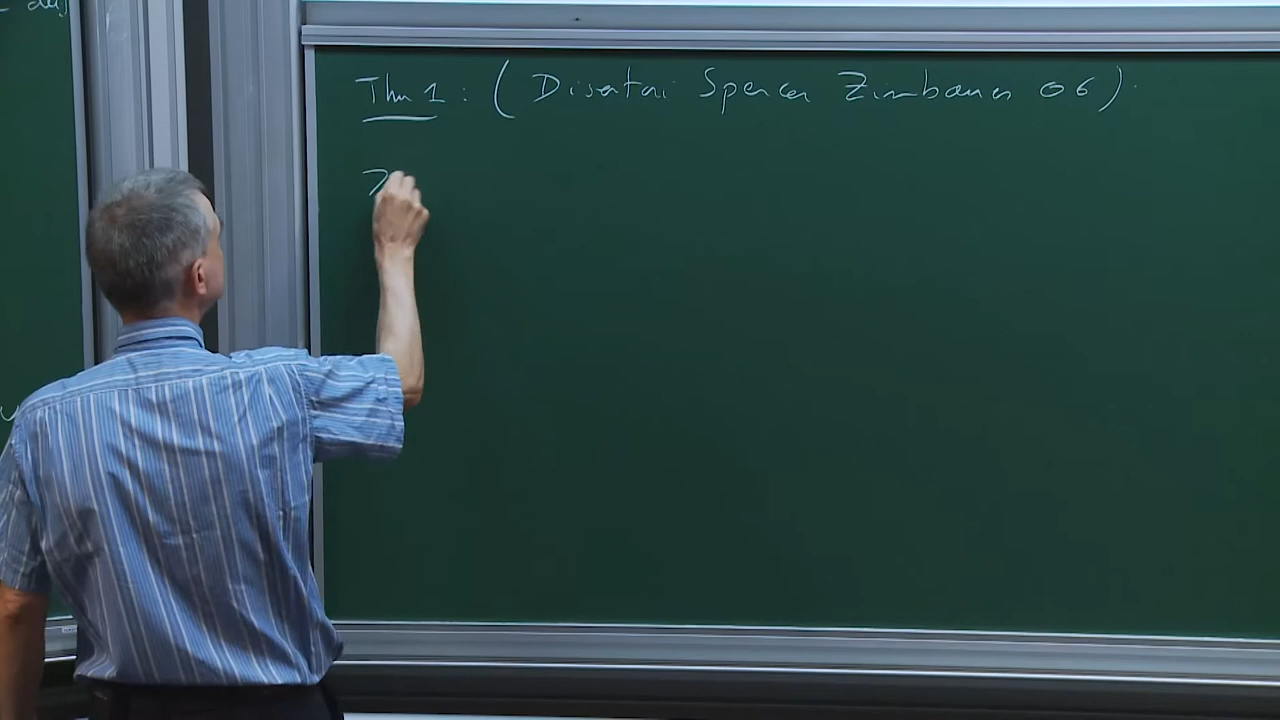 Thm 1 : ( Disertori Spencer Zirnbauer 06 ).